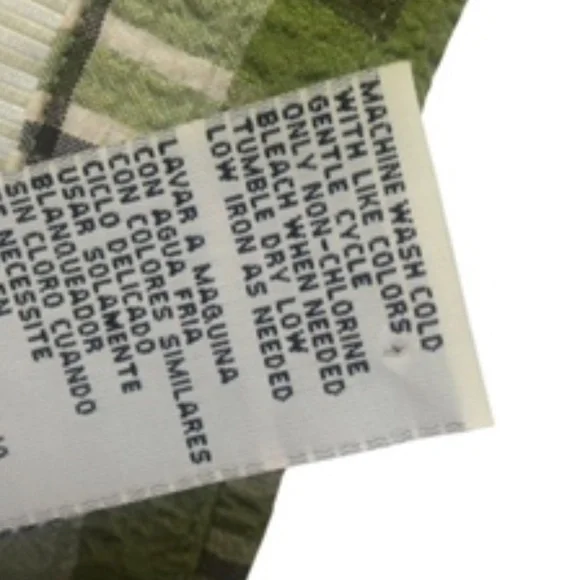 MACHINE WASH COLD
WITH LIKE COLORS
GENTLE CYCLE
ONLY NON-CHLORINE
BLEACH WHEN NEEDED
TUMBLE DRY LOW
LOW IRON AS NEEDED
LAVAR A MAQUINA
CON AGUA FRIA
CON COLORES SIMILARES
CICLO DELICADO
USAR SOLAMENTE
BLANQUEADOR
SIN CLORO CUANDO
NECESSITE